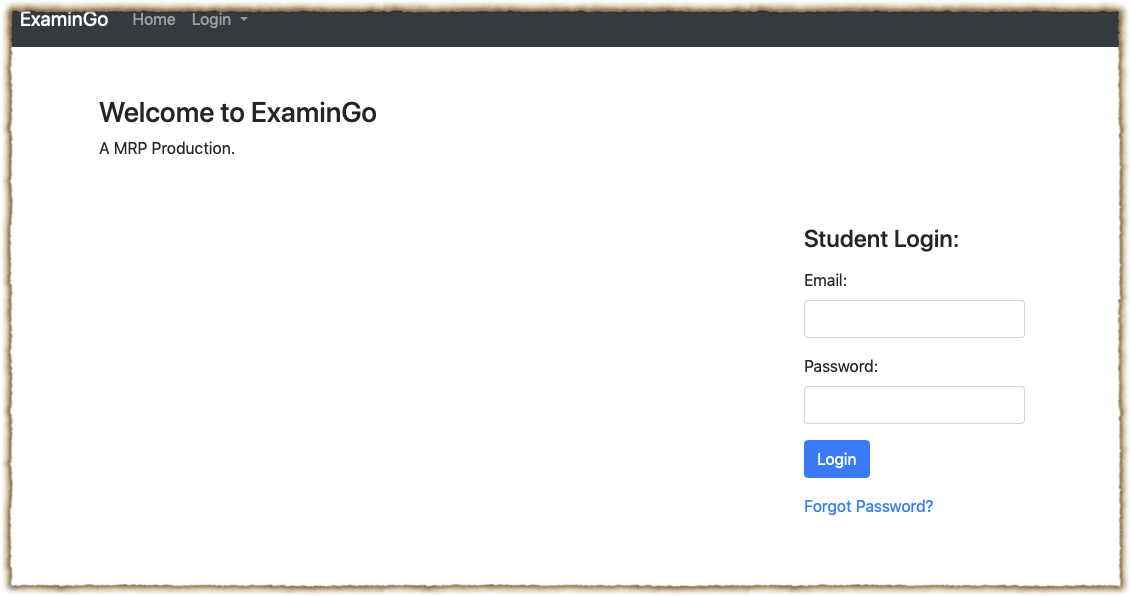 ExaminGo Home Login
Welcome to ExaminGo
A MRP Production.
Student Login:
Email:
Password:
Login
Forgot Password?